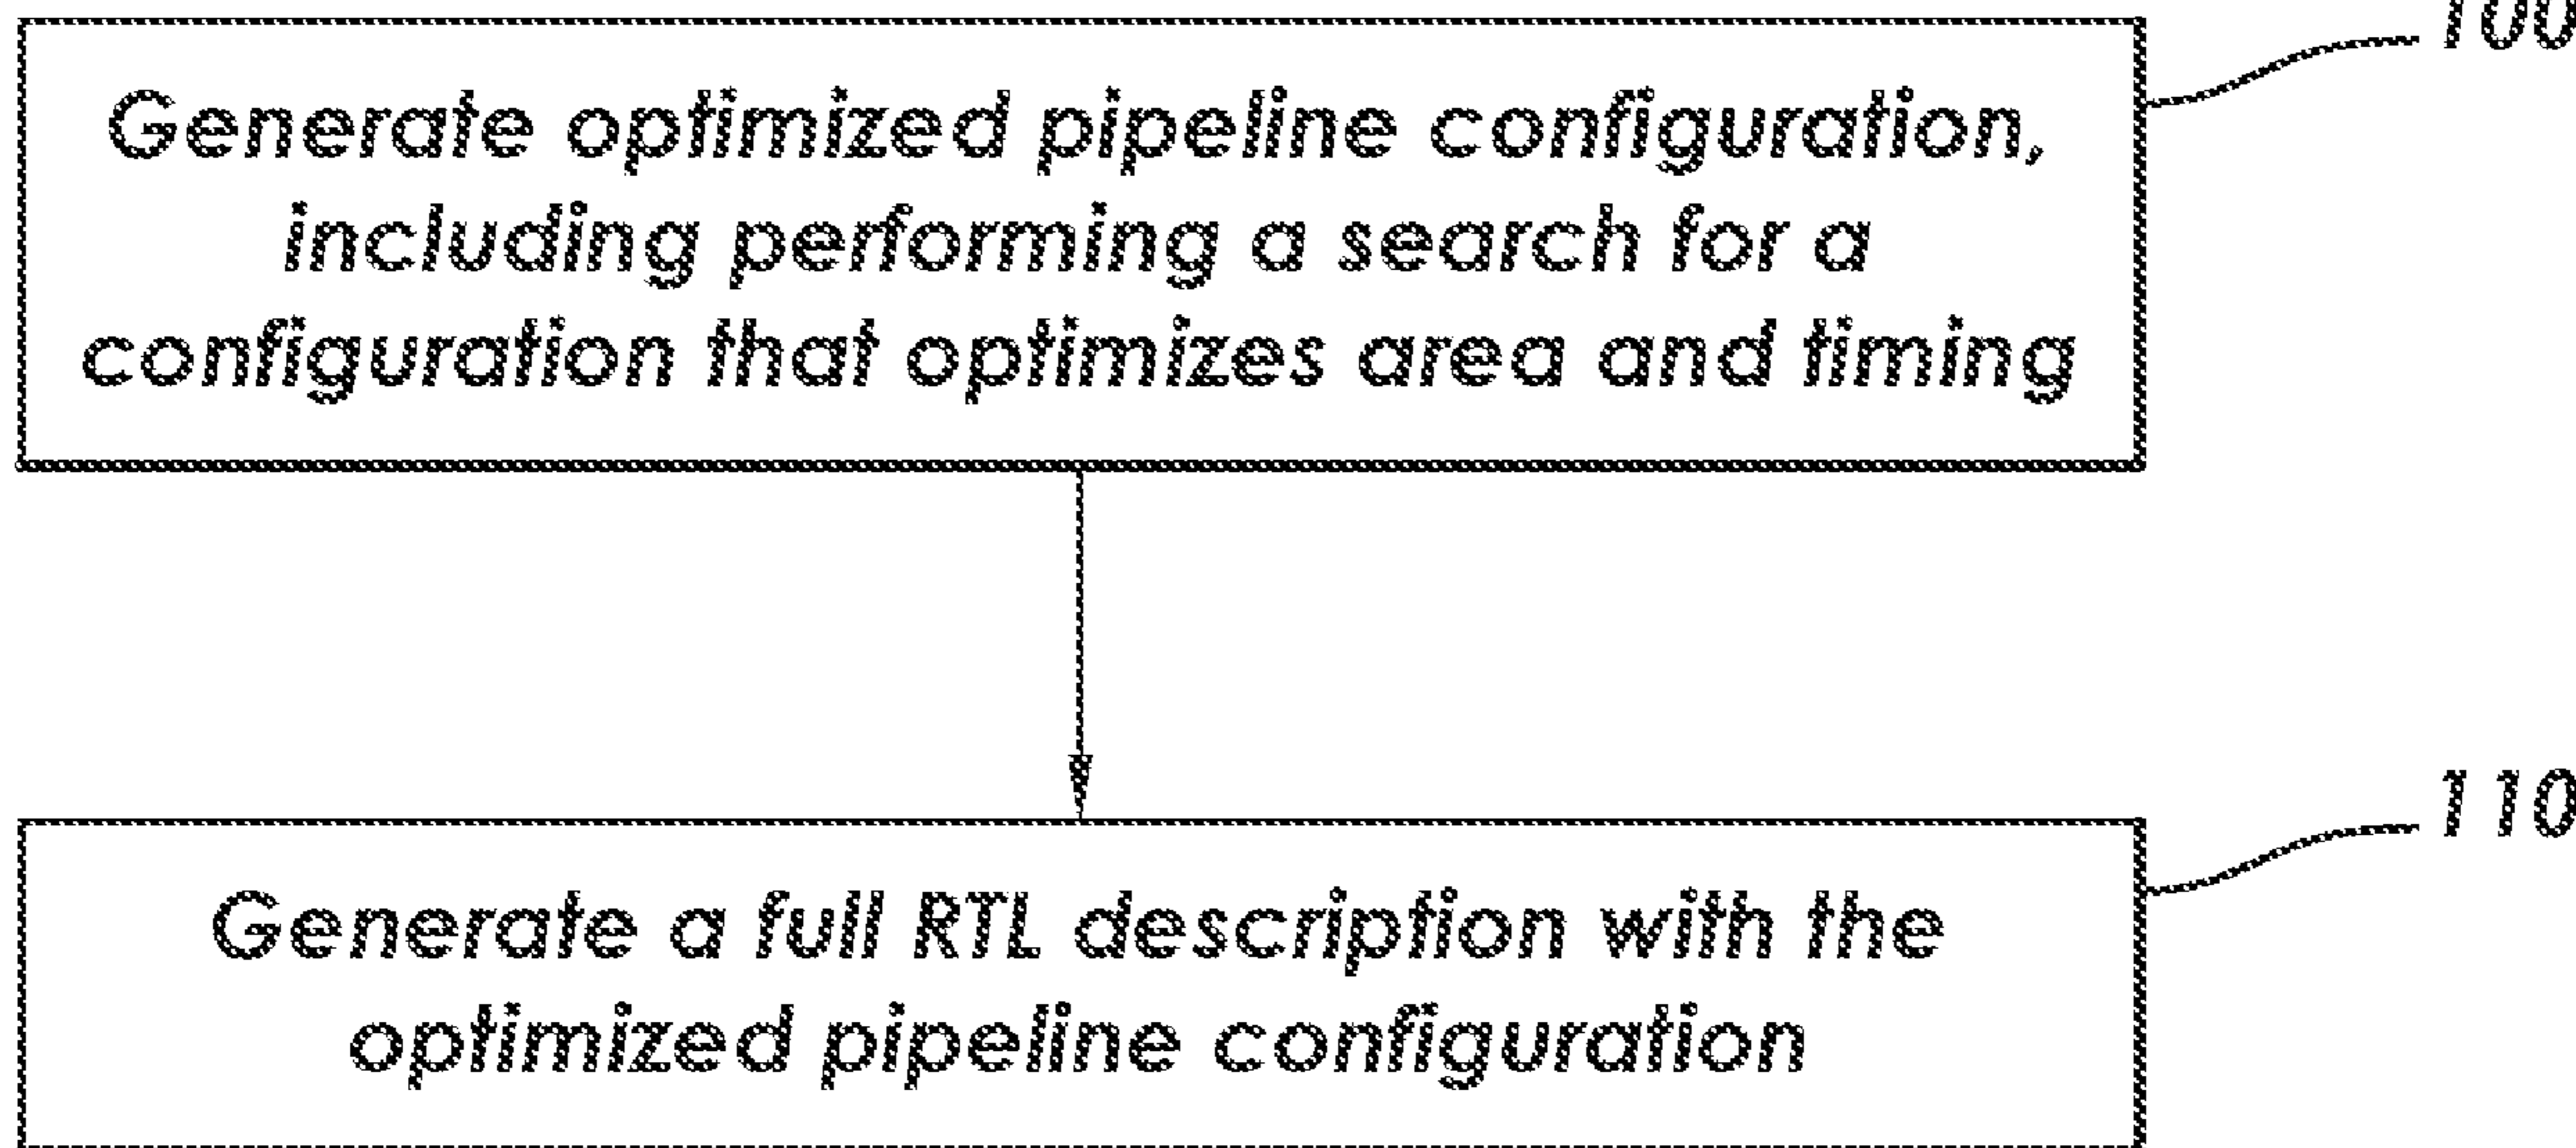 100
Generate optimized pipeline configuration,
including performing a search for a
configuration that optimizes area and timing
110
Generate a full RTL description with the
optimized pipeline configuration